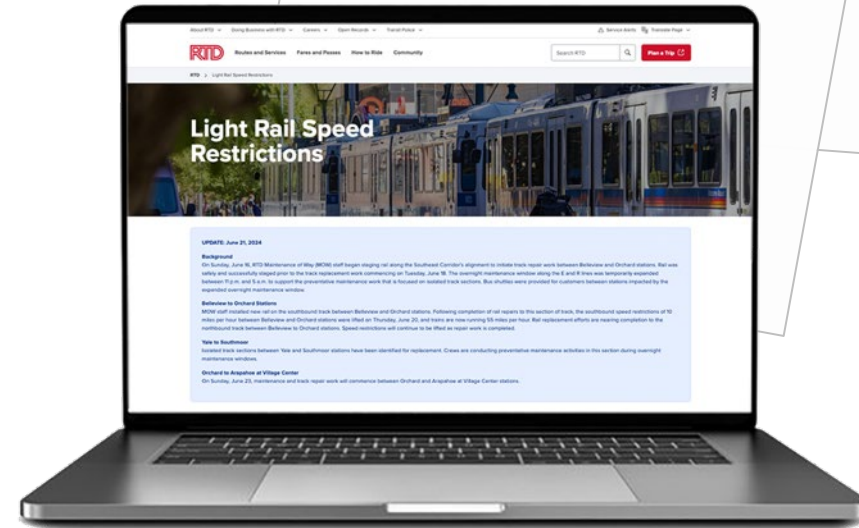 About RTD Doing Business with RTD Careers Open Records Transit Police Service Alerts Translate Page
RTD Routes and Services Fares and Passes How to Ride Community Search RTD Plan a Trip
RTD > Light Rail Speed Restrictions
Light Rail Speed
Restrictions
UPDATE: June 21, 2024
Background
On Sunday, June 16, RTD Maintenance of Way (MOW) staff began staging rail along the Southeast Corridor's alignment to initiate track repair work between Belleview and Orchard stations. Rail was
safely and successfully staged prior to the track replacement work commencing on Tuesday, June 18. The overnight maintenance window along the E and R lines was temporarily expanded
between 11 p.m. and 5 a.m. to support the preventative maintenance work that is focused on isolated track sections. Bus shuttles were provided for customers between stations impacted by the
expanded overnight maintenance window.
Belleview to Orchard Stations
MOW staff installed new rail on the southbound track between Belleview and Orchard stations. Following completion of rail repairs to this section of track, the southbound speed restrictions of 10
miles per hour between Belleview and Orchard stations were lifted on Thursday, June 20, and trains are now running 55 miles per hour. Rail replacement efforts are nearing completion to the
northbound track between Belleview to Orchard stations. Speed restrictions will continue to be lifted as repair work is completed.
Yale to Southmoor
Isolated track sections between Yale and Southmoor stations have been identified for replacement. Crews are conducting preventative maintenance activities in this section during overnight
maintenance windows.
Orchard to Arapahoe at Village Center
On Sunday, June 23, maintenance and track repair work will commence between Orchard and Arapahoe at Village Center stations.